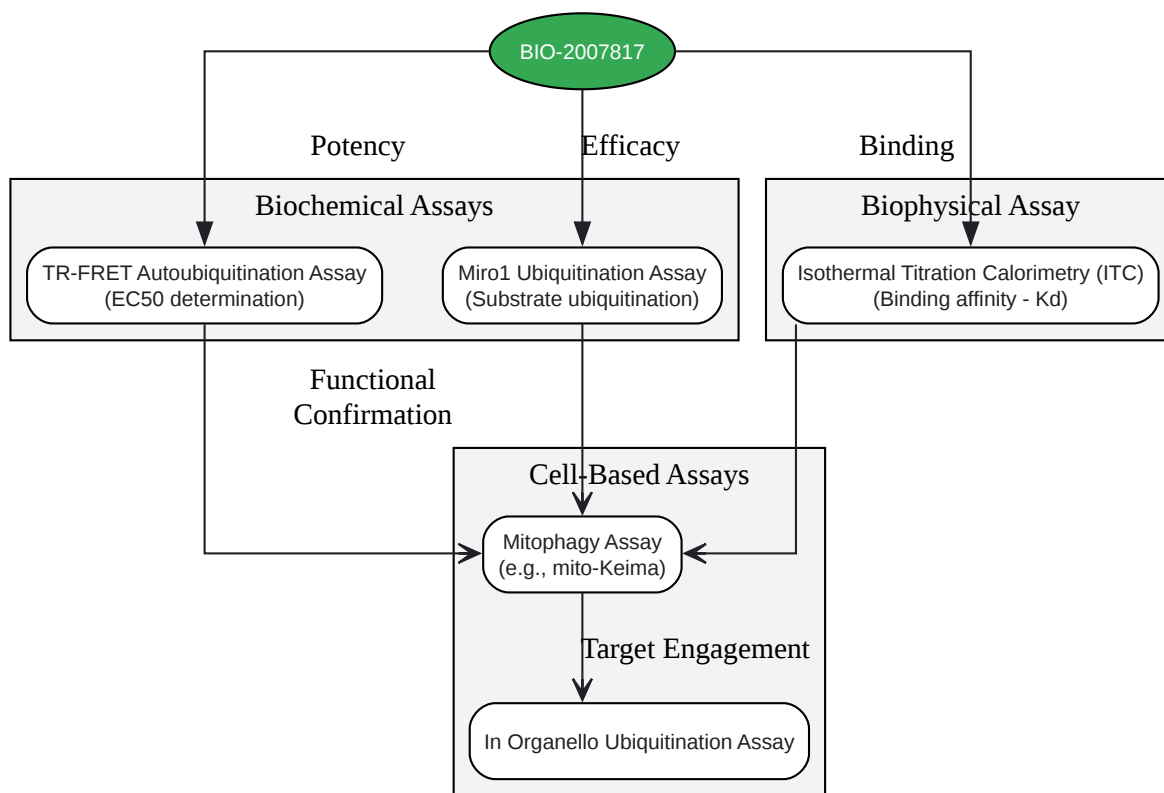 BIO-2007817
Potency
Efficacy
Binding
Biochemical Assays
Biophysical Assay
TR-FRET Autoubiquitination Assay
(EC50 determination)
Miro1 Ubiquitination Assay
(Substrate ubiquitination)
Isothermal Titration Calorimetry (ITC)
(Binding affinity - Kd)
Functional
Confirmation
Cell-Based Assays
Mitophagy Assay
(e.g., mito-Keima)
Target Engagement
In Organello Ubiquitination Assay